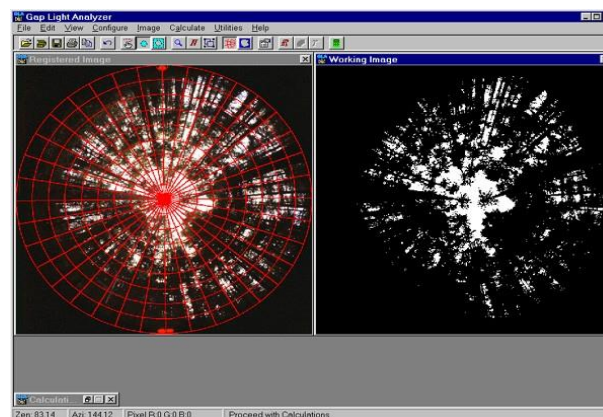 Gap Light Analyzer
File Edit View Configure Image Calculate Utilities Help
Registered Image
Working Image
Calculati...
Zen: 83.14 Azi: 144.12 Pixel R:0 G:0 B:0 Proceed with Calculations